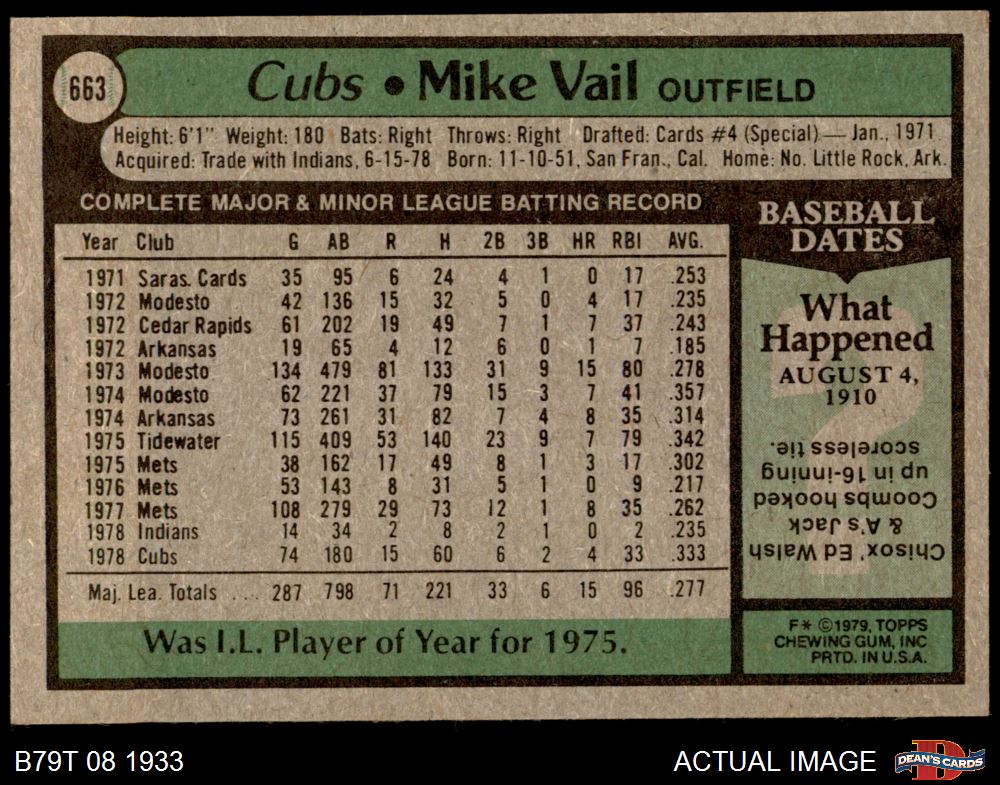 663
Cubs • Mike Vail OUTFIELD
Height: 6'1" Weight: 180 Bats: Right Throws: Right Drafted: Cards #4 (Special) — Jan., 1971
Acquired: Trade with Indians, 6-15-78 Born: 11-10-51, San Fran., Cal. Home: No. Little Rock, Ark.
COMPLETE MAJOR & MINOR LEAGUE BATTING RECORD
Year Club G AB R H 2B 3B HR RBI AVG.
1971 Saras. Cards 35 95 6 24 4 1 0 17 .253
1972 Modesto 42 136 15 32 5 0 4 17 .235
1972 Cedar Rapids 61 202 19 49 7 1 7 37 .243
1972 Arkansas 19 65 4 12 6 0 1 7 .185
1973 Modesto 134 479 81 133 31 9 15 80 .278
1974 Modesto 62 221 37 79 15 3 7 41 .357
1974 Arkansas 73 261 31 82 7 4 8 35 .314
1975 Tidewater 115 409 53 140 23 9 7 79 .342
1975 Mets 38 162 17 49 8 1 3 17 .302
1976 Mets 53 143 8 31 5 1 0 9 .217
1977 Mets 108 279 29 73 12 1 8 35 .262
1978 Indians 14 34 2 8 2 1 0 2 .235
1978 Cubs 74 180 15 60 6 2 4 33 .333
Maj. Lea. Totals .... 287 798 71 221 33 6 15 96 .277
Was I.L. Player of Year for 1975.
BASEBALL
DATES
What
Happened
AUGUST 4,
1910
Chisox' Ed Walsh
& A's Jack
Coombs hooked
up in 16-inning
scoreless tie.
F* ©1979, TOPPS
CHEWING GUM, INC
PRTD. IN U.S.A.
B79T 08 1933
ACTUAL IMAGE
DEAN'S CARDS